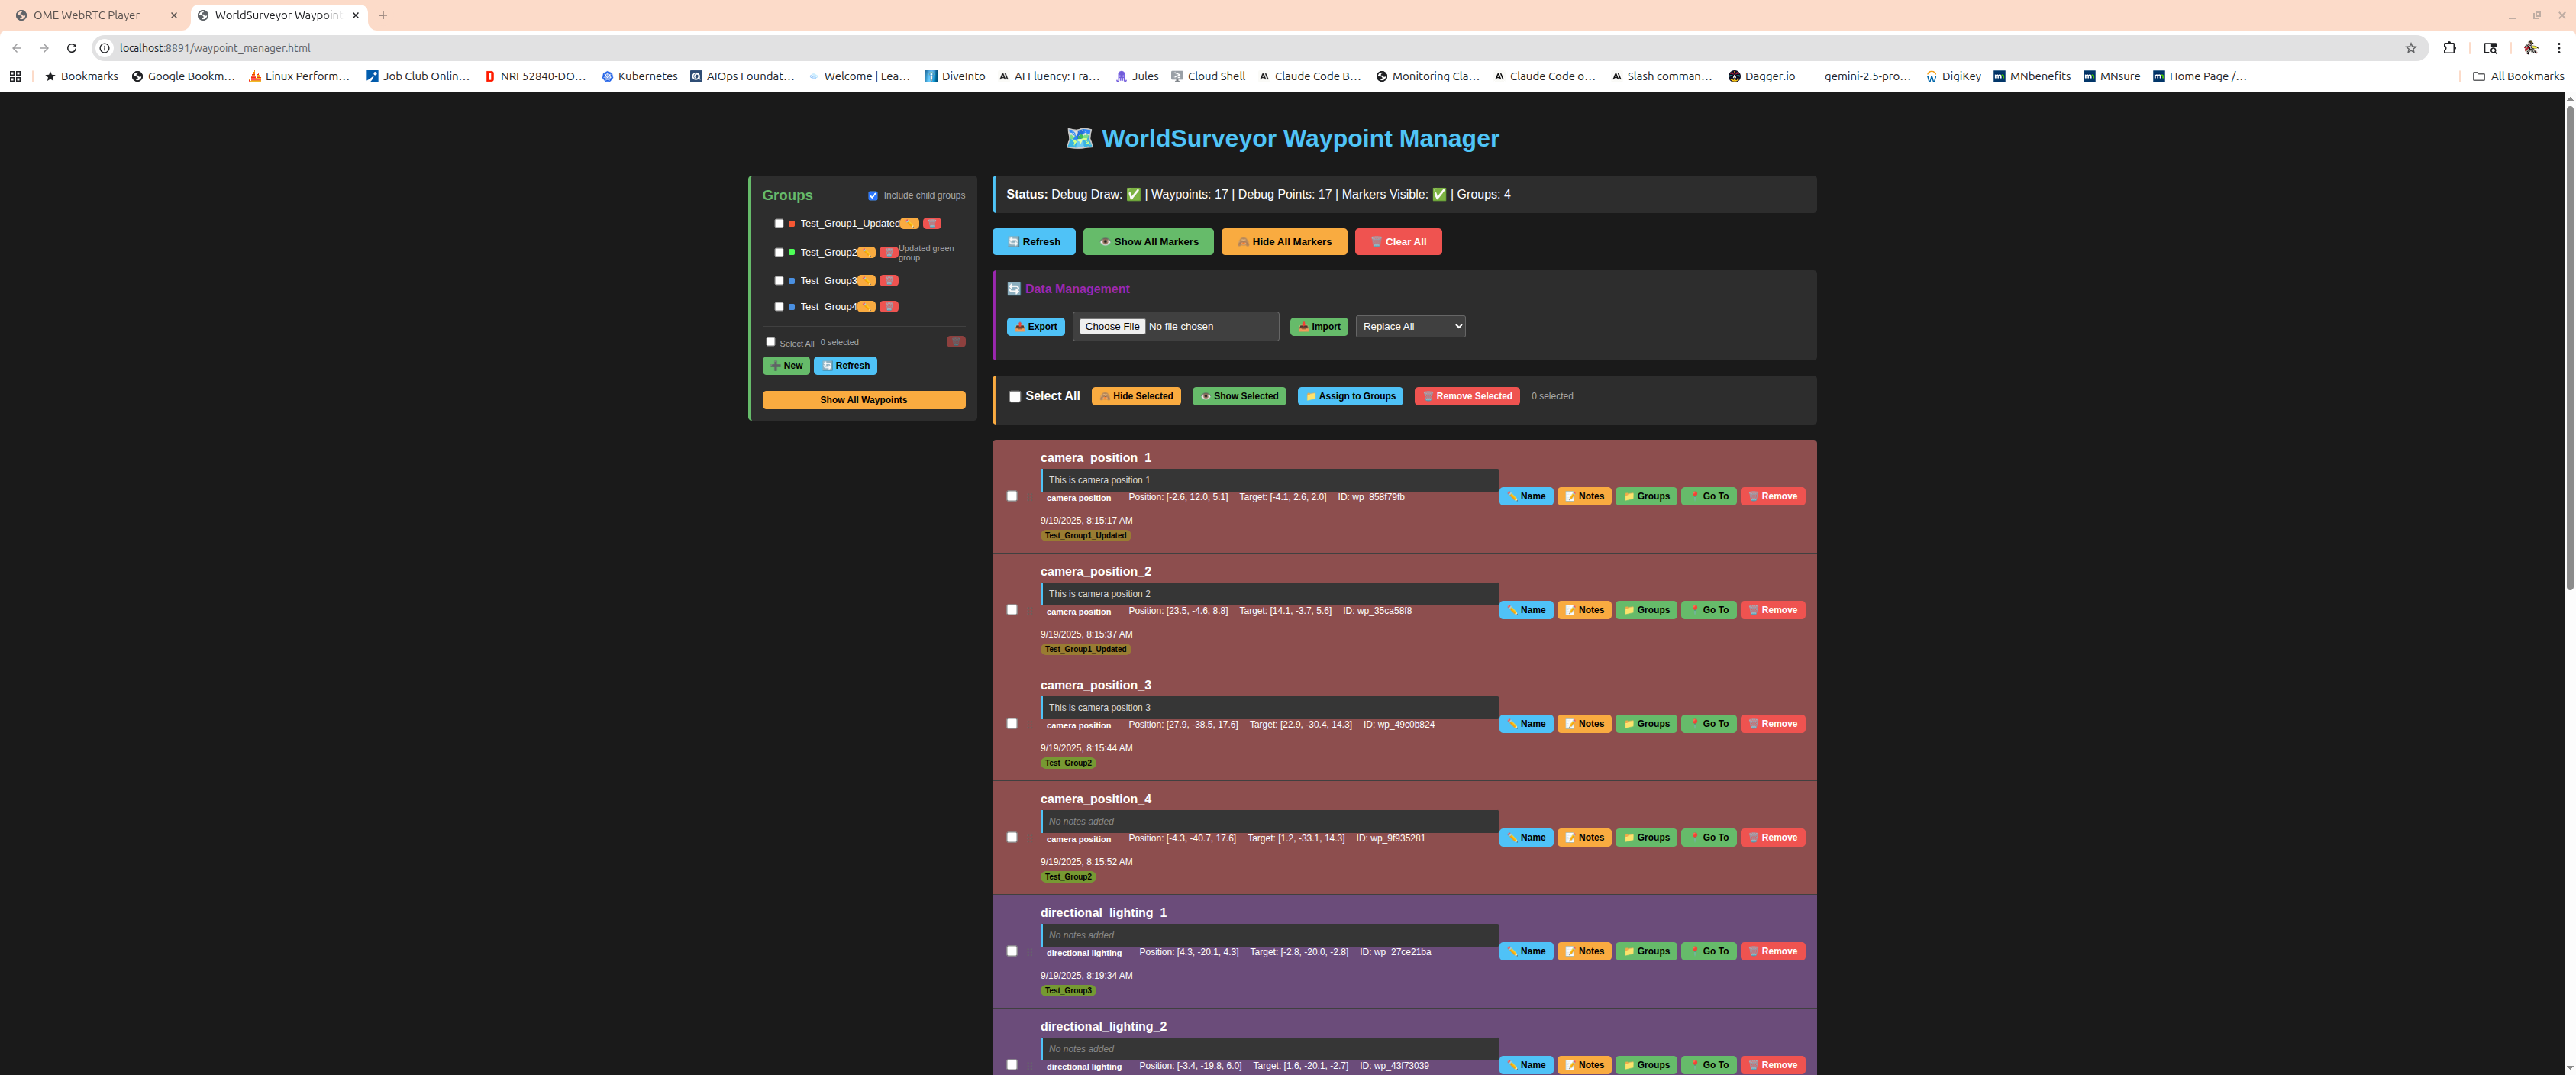 OME WebRTC Player
WorldSurveyor Waypoin
localhost:8891/waypoint_manager.html
Bookmarks
Google Bookm...
Linux Perform...
Job Club Onlin...
NRF52840-DO...
Kubernetes
AIOps Foundat...
Welcome | Lea...
DiveInto
AI Fluency: Fra...
Jules
Cloud Shell
Claude Code B...
Monitoring Cla...
Claude Code o...
Slash comman...
Dagger.io
gemini-2.5-pro...
DigiKey
MNbenefits
MNsure
Home Page /...
All Bookmarks
WorldSurveyor Waypoint Manager
Groups
Include child groups
Test_Group1_Updated
Test_Group2
Updated green
group
Test_Group3
Test_Group4
Select All 0 selected
New
Refresh
Show All Waypoints
Status: Debug Draw: ✅ | Waypoints: 17 | Debug Points: 17 | Markers Visible: ✅ | Groups: 4
Refresh
Show All Markers
Hide All Markers
Clear All
Data Management
Export
Choose File No file chosen
Import
Replace All
Select All
Hide Selected
Show Selected
Assign to Groups
Remove Selected
0 selected
camera_position_1
This is camera position 1
camera position Position: [-2.6, 12.0, 5.1] Target: [-4.1, 2.6, 2.0] ID: wp_858f79fb
Name Notes Groups Go To Remove
9/19/2025, 8:15:17 AM
Test_Group1_Updated
camera_position_2
This is camera position 2
camera position Position: [23.5, -4.6, 8.8] Target: [14.1, -3.7, 5.6] ID: wp_35ca58f8
Name Notes Groups Go To Remove
9/19/2025, 8:15:37 AM
Test_Group1_Updated
camera_position_3
This is camera position 3
camera position Position: [27.9, -38.5, 17.6] Target: [22.9, -30.4, 14.3] ID: wp_49c0b824
Name Notes Groups Go To Remove
9/19/2025, 8:15:44 AM
Test_Group2
camera_position_4
No notes added
camera position Position: [-4.3, -40.7, 17.6] Target: [1.2, -33.1, 14.3] ID: wp_9f935281
Name Notes Groups Go To Remove
9/19/2025, 8:15:52 AM
Test_Group2
directional_lighting_1
No notes added
directional lighting Position: [4.3, -20.1, 4.3] Target: [-2.8, -20.0, -2.8] ID: wp_27ce21ba
Name Notes Groups Go To Remove
9/19/2025, 8:19:34 AM
Test_Group3
directional_lighting_2
No notes added
directional lighting Position: [-3.4, -19.8, 6.0] Target: [1.6, -20.1, -2.7] ID: wp_43f73039
Name Notes Groups Go To Remove